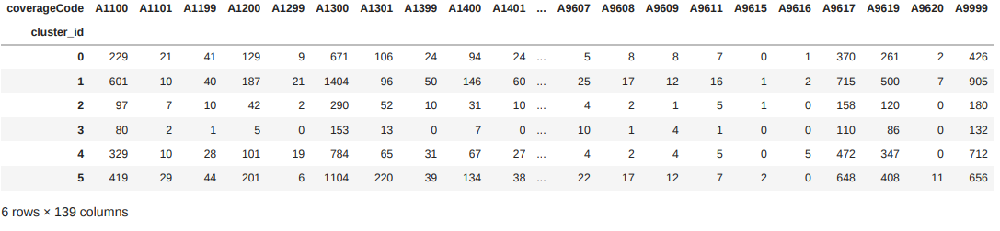 coverageCode A1100 A1101 A1199 A1200 A1299 A1300 A1301 A1399 A1400 A1401 ... A9607 A9608 A9609 A9611 A9615 A9616 A9617 A9619 A9620 A9999
cluster_id
0 229 21 41 129 9 671 106 24 94 24 ... 5 8 8 7 0 1 370 261 2 426
1 601 10 40 187 21 1404 96 50 146 60 ... 25 17 12 16 1 2 715 500 7 905
2 97 7 10 42 2 290 52 10 31 10 ... 4 2 1 5 1 0 158 120 0 180
3 80 2 1 5 0 153 13 0 7 0 ... 10 1 4 1 0 0 110 86 0 132
4 329 10 28 101 19 784 65 31 67 27 ... 4 2 4 5 0 5 472 347 0 712
5 419 29 44 201 6 1104 220 39 134 38 ... 22 17 12 7 2 0 648 408 11 656
6 rows × 139 columns